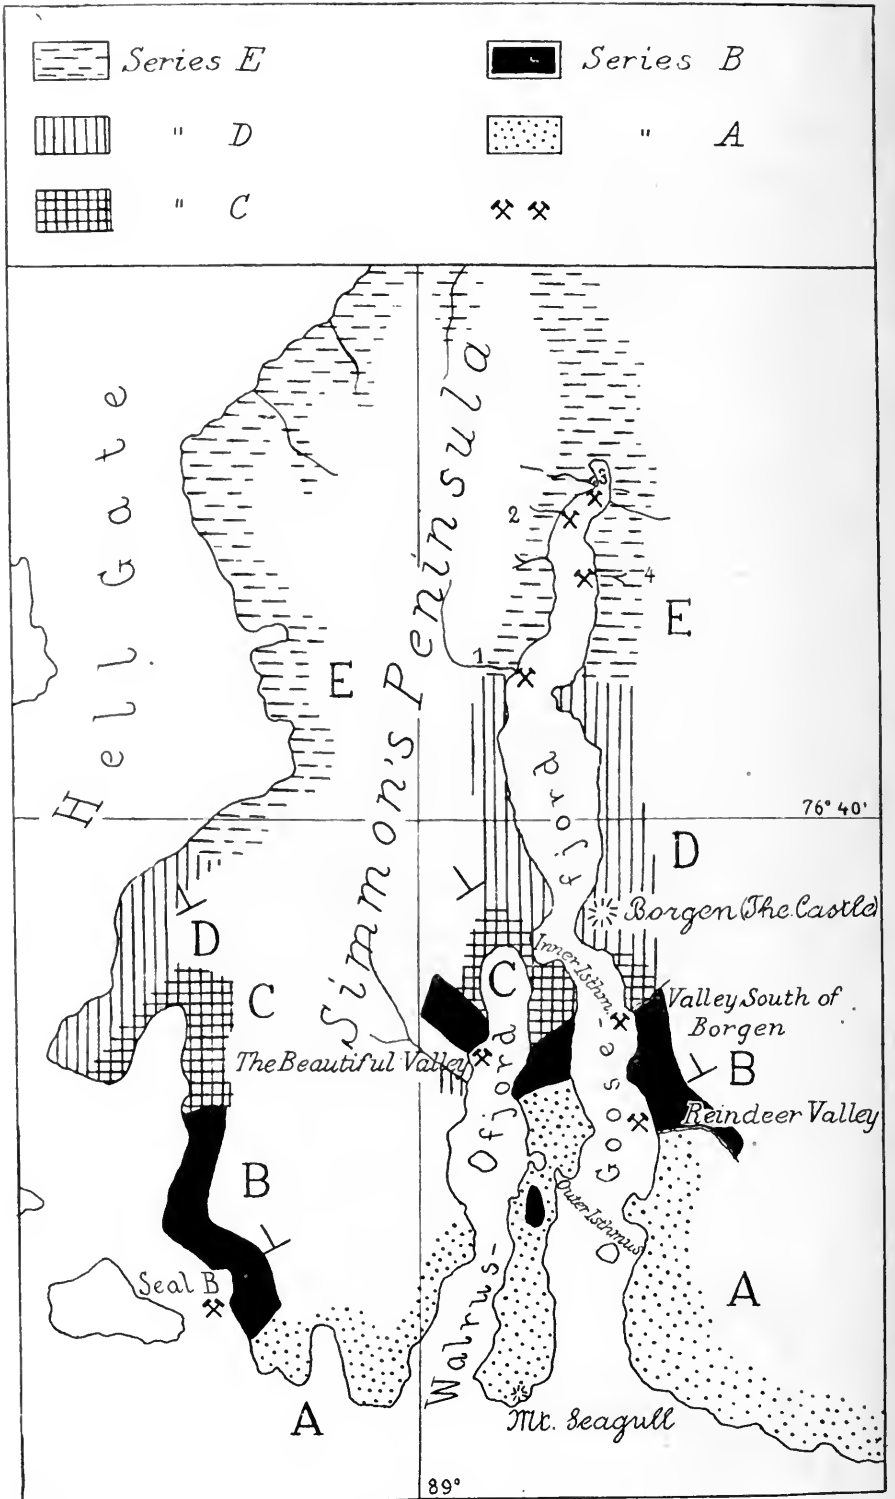 Series E
" D
" C
Series B
" A
Hell Gate
Simmon's Peninsula
3
2
4
1
E
E
fjord
76° 40'
D
Borgen (The Castle)
D
Inner Isthm.
C
C
Valley South of
Borgen
The Beautiful Valley
B
Reindeer Valley
Ofjord
Goose-
B
Outer Isthmus
Seal B
A
Walrus-
A
Mt. Seagull
89°